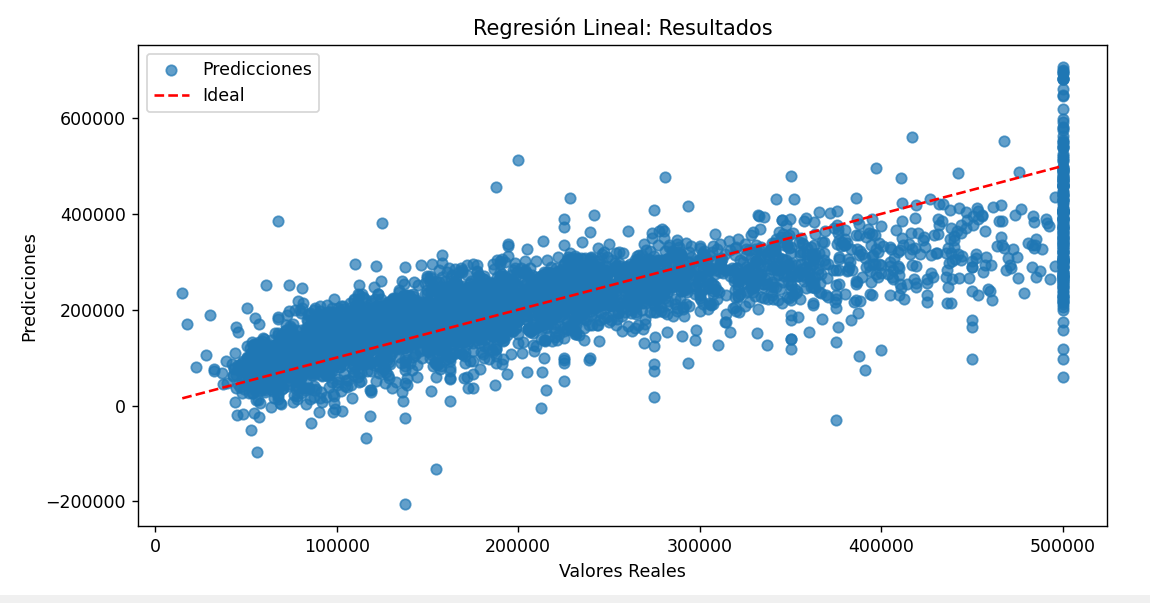 Regresión Lineal: Resultados
Predicciones
Ideal
Predicciones
600000
400000
200000
0
−200000
0 100000 200000 300000 400000 500000
Valores Reales